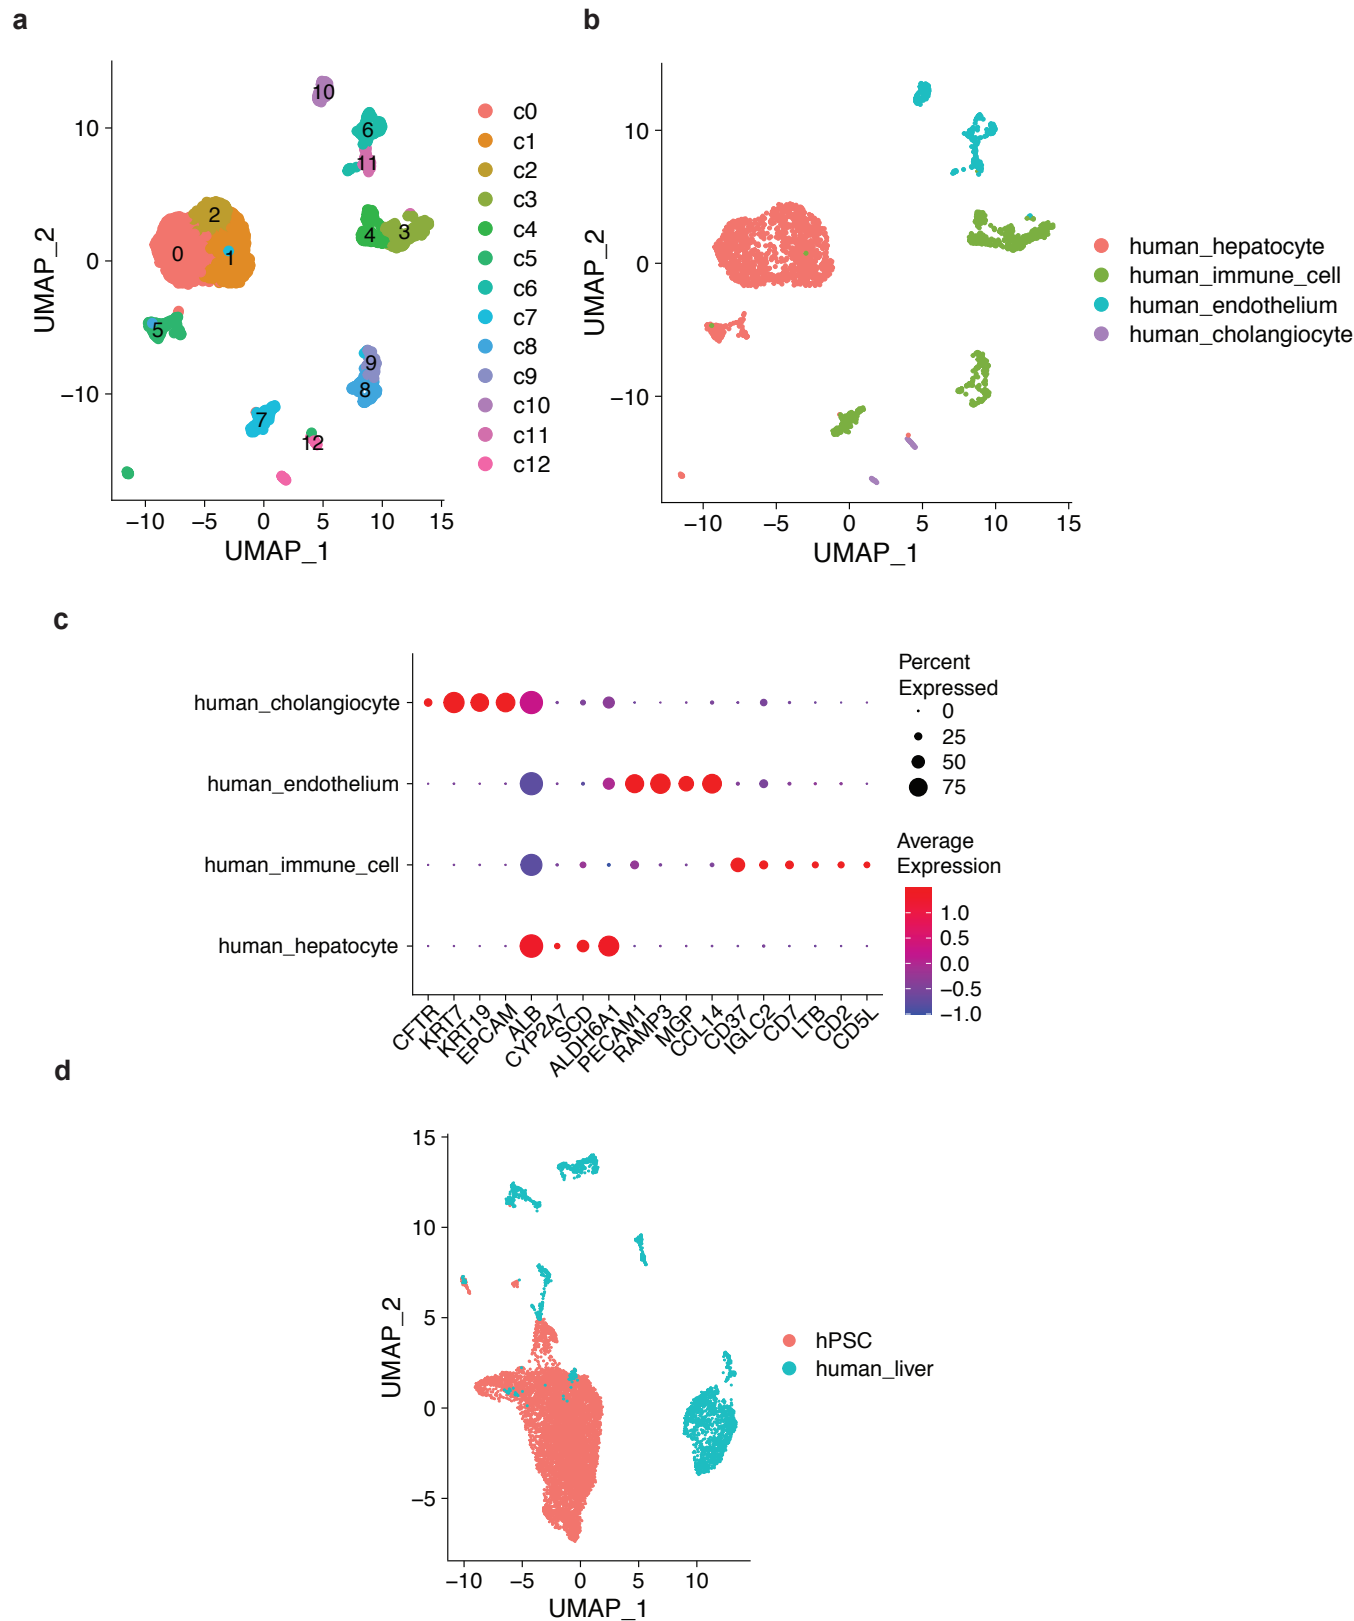 a
10
0
−10
UMAP_2
−10
−5
0
5
10
15
UMAP_1
0
1
2
3
4
5
6
7
8
9
10
11
12
c0
c1
c2
c3
c4
c5
c6
c7
c8
c9
c10
c11
c12
b
10
0
−10
UMAP_2
−10
−5
0
5
10
15
UMAP_1
human_hepatocyte
human_immune_cell
human_endothelium
human_cholangiocyte
c
human_cholangiocyte
human_endothelium
human_immune_cell
human_hepatocyte
CFTR
KRT7
KRT19
EPCAM
ALB
CYP2A7
SCD
ALDH6A1
PECAM1
RAMP3
MGP
CCL14
CD37
IGLC2
CD7
LTB
CD2
CD5L
Percent
Expressed
0
25
50
75
Average
Expression
1.0
0.5
0.0
−0.5
−1.0
d
15
10
5
0
−5
UMAP_2
−10
−5
0
5
10
UMAP_1
hPSC
human_liver